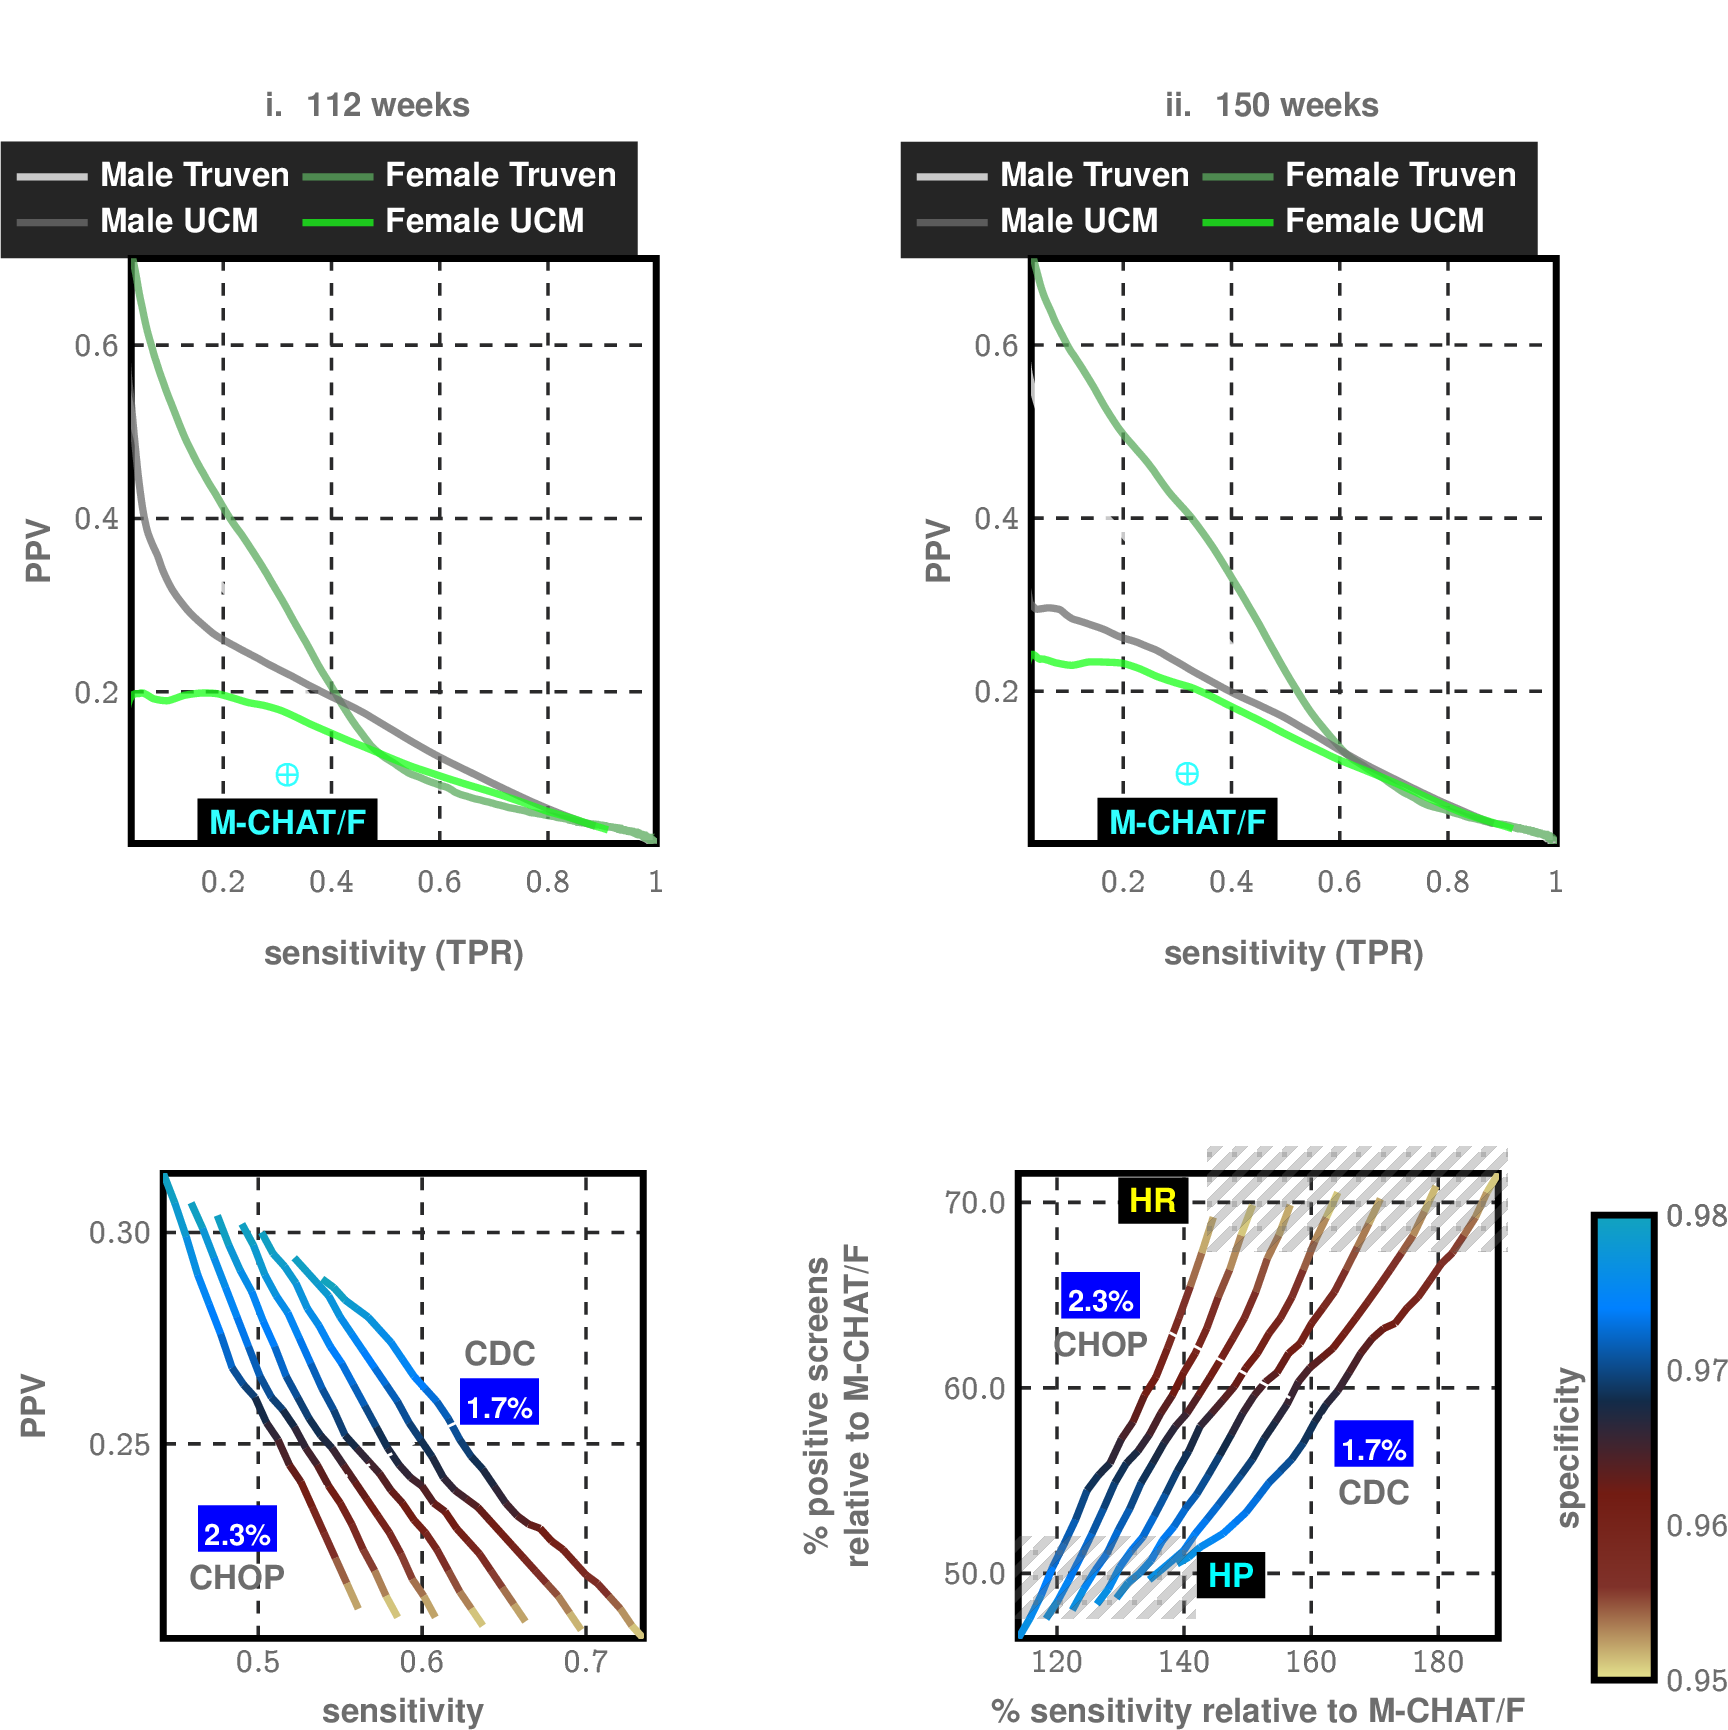 i. 112 weeks
Male Truven Female Truven
Male UCM Female UCM
0.6
0.4
0.2
PPV
M-CHAT/F
0.2 0.4 0.6 0.8 1
sensitivity (TPR)
ii. 150 weeks
Male Truven Female Truven
Male UCM Female UCM
0.6
0.4
0.2
PPV
M-CHAT/F
0.2 0.4 0.6 0.8 1
sensitivity (TPR)
0.30
0.25
PPV
CDC
1.7%
2.3%
CHOP
0.5 0.6 0.7
sensitivity
% positive screens
relative to M-CHAT/F
70.0
60.0
50.0
HR
2.3%
CHOP
1.7%
CDC
HP
120 140 160 180
% sensitivity relative to M-CHAT/F
specificity
0.98
0.97
0.96
0.95